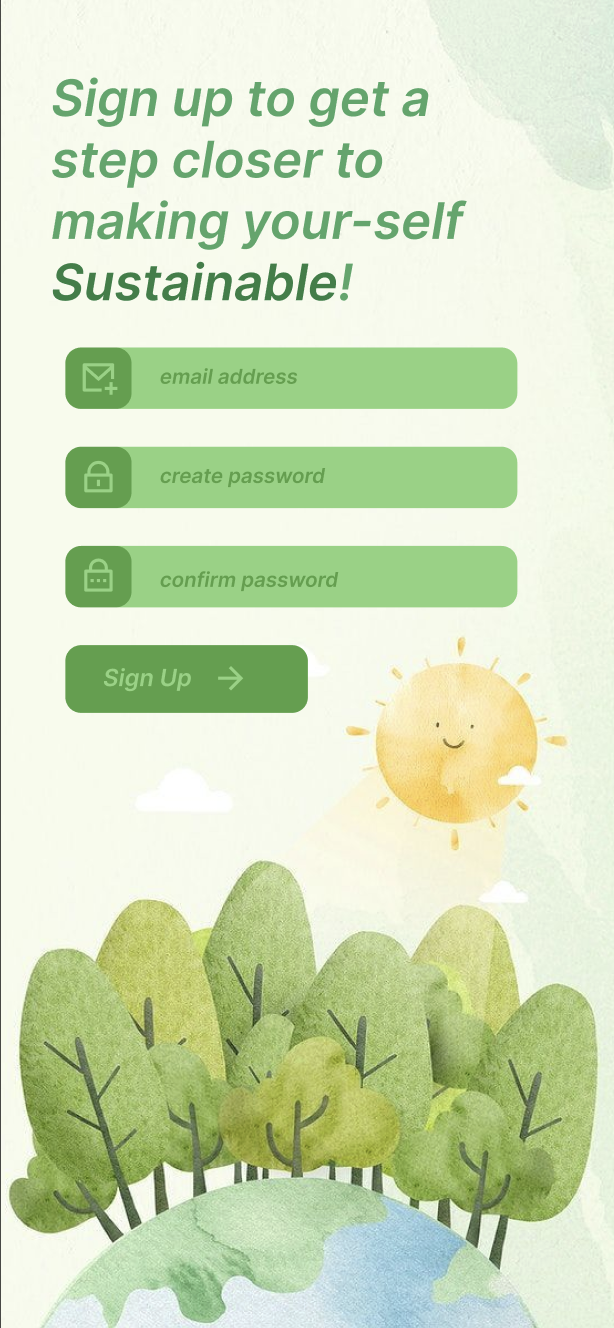 Sign up to get a
step closer to
making your-self
Sustainable!
email address
create password
confirm password
Sign Up